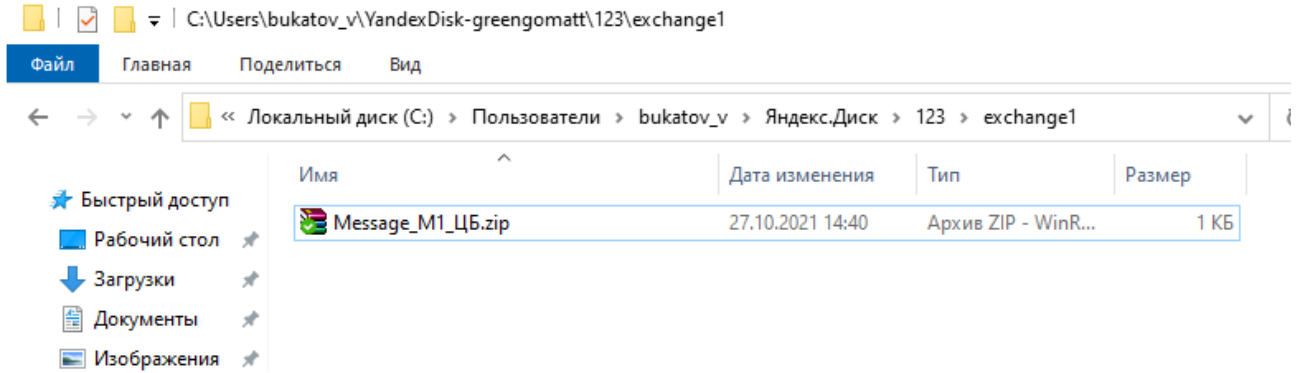 C:\Users\bukatov_v\YandexDisk-greengomatt\123\exchange1
Файл Главная Поделиться Вид
« Локальный диск (C:) > Пользователи > bukatov_v > Яндекс.Диск > 123 > exchange1
Имя Дата изменения Тип Размер
Быстрый доступ
Message_М1_ЦБ.zip 27.10.2021 14:40 Архив ZIP - WinR... 1 КБ
Рабочий стол
Загрузки
Документы
Изображения